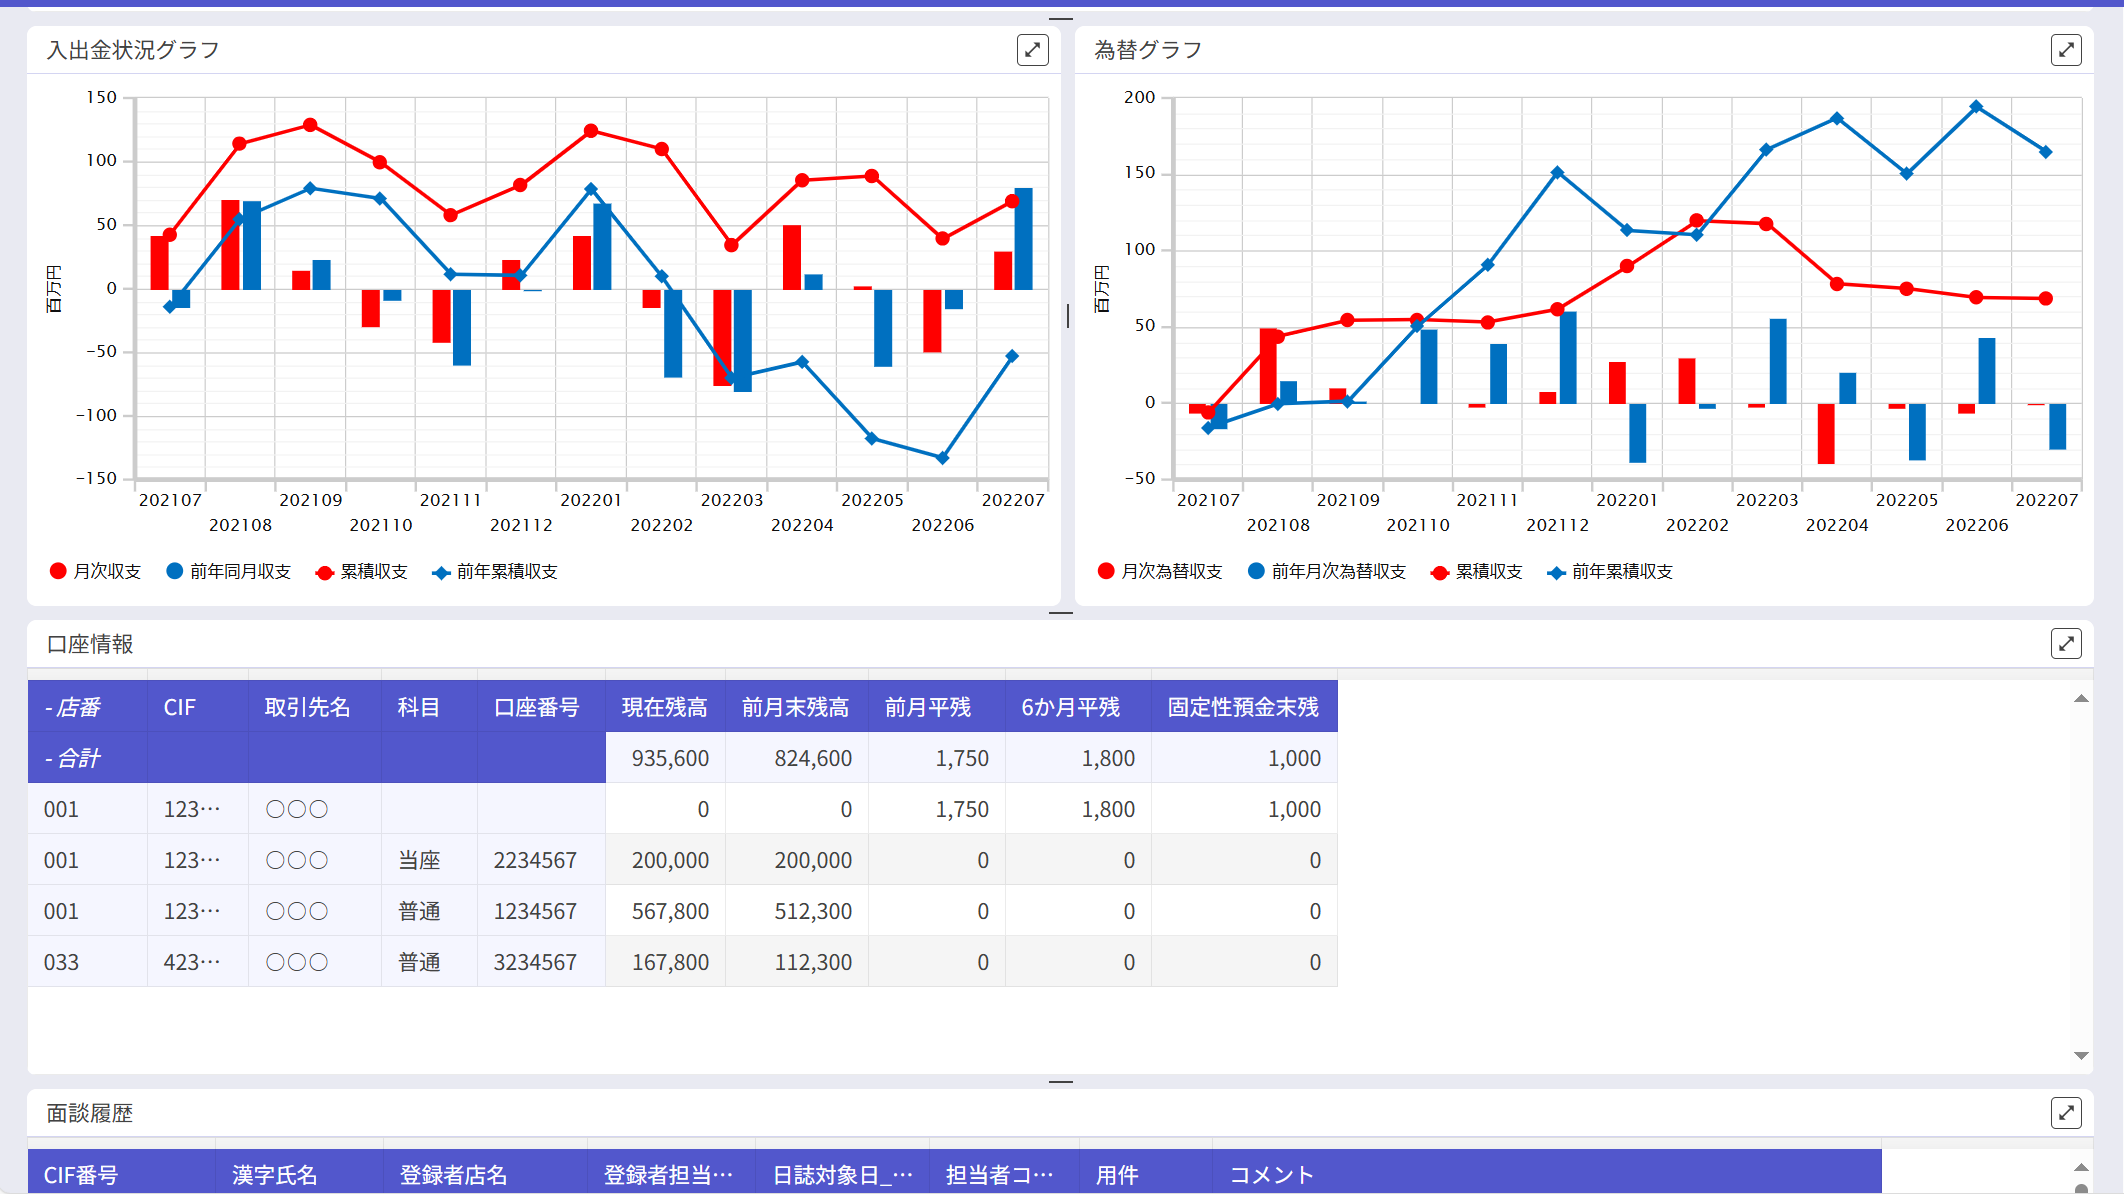 入出金状況グラフ
150
100
50
0
−50
−100
−150
百万円
202107 202109 202111 202201 202203 202205 202207
202108 202110 202112 202202 202204 202206
月次収支 前年同月収支 累積収支 前年累積収支
為替グラフ
200
150
100
50
0
−50
百万円
202107 202109 202111 202201 202203 202205 202207
202108 202110 202112 202202 202204 202206
月次為替収支 前年月次為替収支 累積収支 前年累積収支
口座情報
- 店番 CIF 取引先名 科目 口座番号 現在残高 前月末残高 前月平残 6か月平残 固定性預金末残
- 合計 935,600 824,600 1,750 1,800 1,000
001 123… 〇〇〇 0 0 1,750 1,800 1,000
001 123… 〇〇〇 当座 2234567 200,000 200,000 0 0 0
001 123… 〇〇〇 普通 1234567 567,800 512,300 0 0 0
033 423… 〇〇〇 普通 3234567 167,800 112,300 0 0 0
面談履歴
CIF番号 漢字氏名 登録者店名 登録者担当… 日誌対象日_… 担当者コ… 用件 コメント